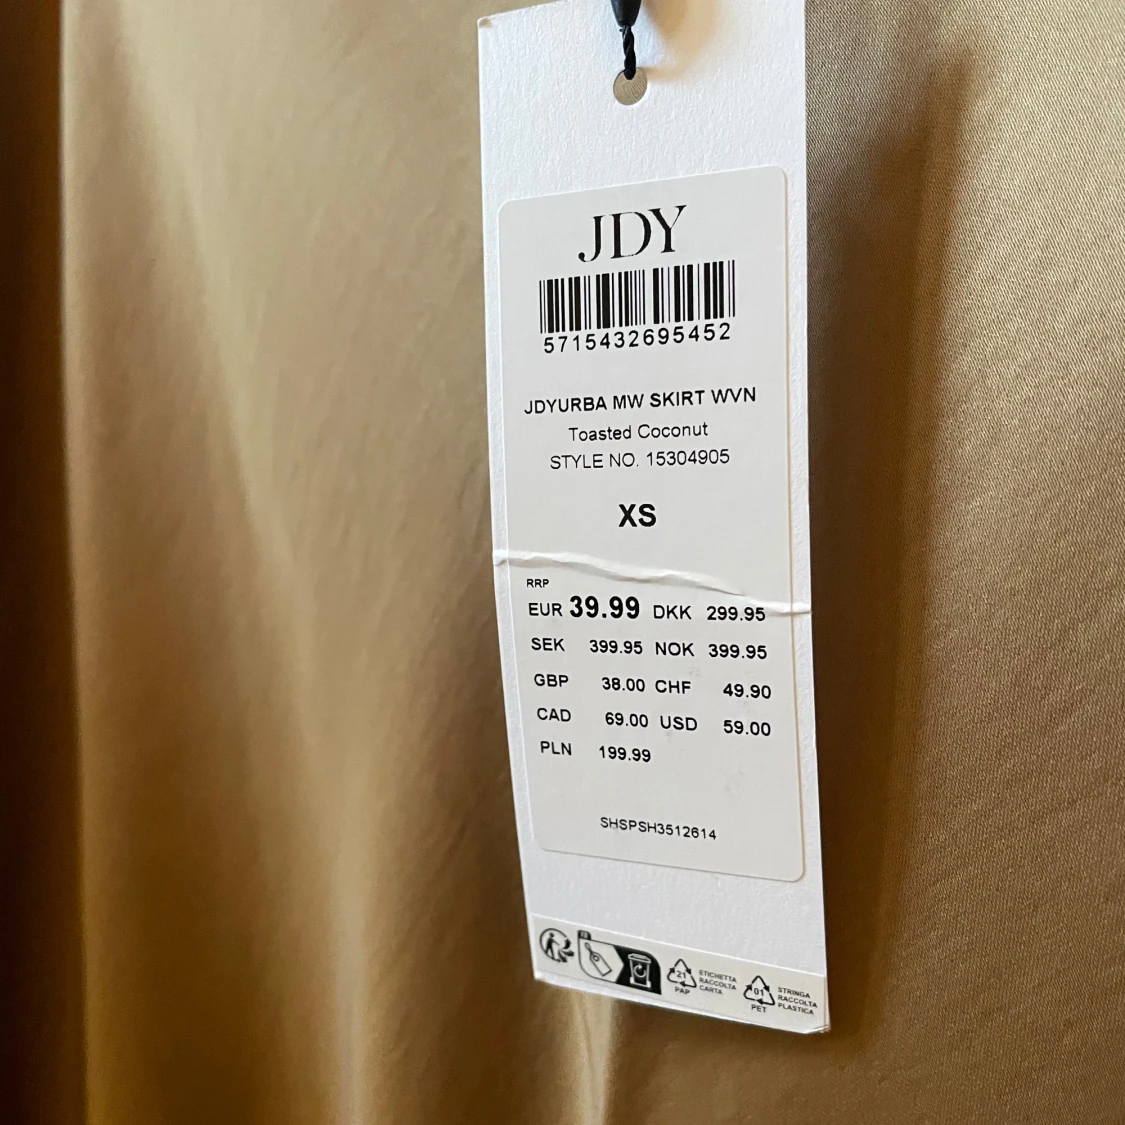 JDY
5715432695452
JDYURBA MW SKIRT WVN
Toasted Coconut
STYLE NO. 15304905
XS
RRP
EUR 39.99 DKK 299.95
SEK 399.95 NOK 399.95
GBP 38.00 CHF 49.90
CAD 69.00 USD 59.00
PLN 199.99
SHSPSH3512614
21
PAP
ETICHETTA
RACCOLTA
CARTA
01
PET
STRINGA
RACCOLTA
PLASTICA